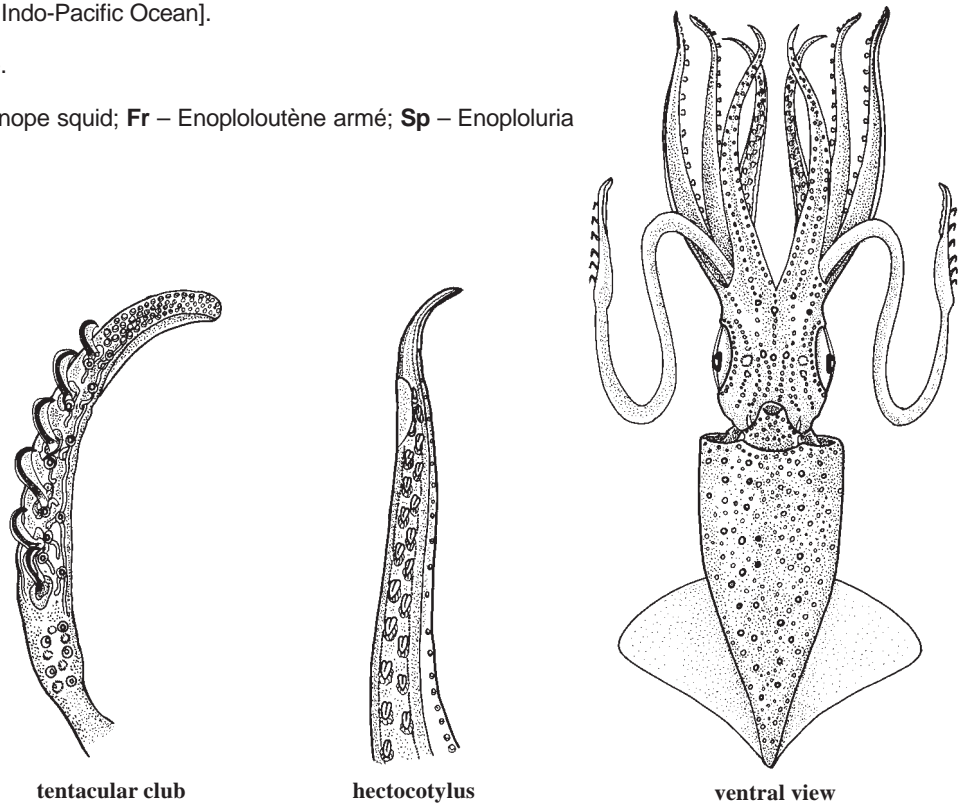 Indo-Pacific Ocean].
.
nope squid; Fr – Enoploloutène armé; Sp – Enoploluria
tentacular club
hectocotylus
ventral view